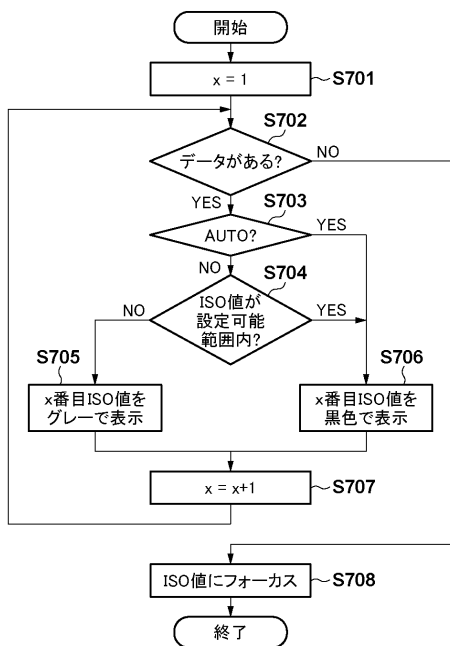 開始
x = 1
S701
S702
データがある?
NO
YES
S703
AUTO?
YES
NO
S704
ISO値が
設定可能
範囲内?
NO
YES
S705
x番目ISO値を
グレーで表示
S706
x番目ISO値を
黒色で表示
x = x+1
S707
ISO値にフォーカス
S708
終了